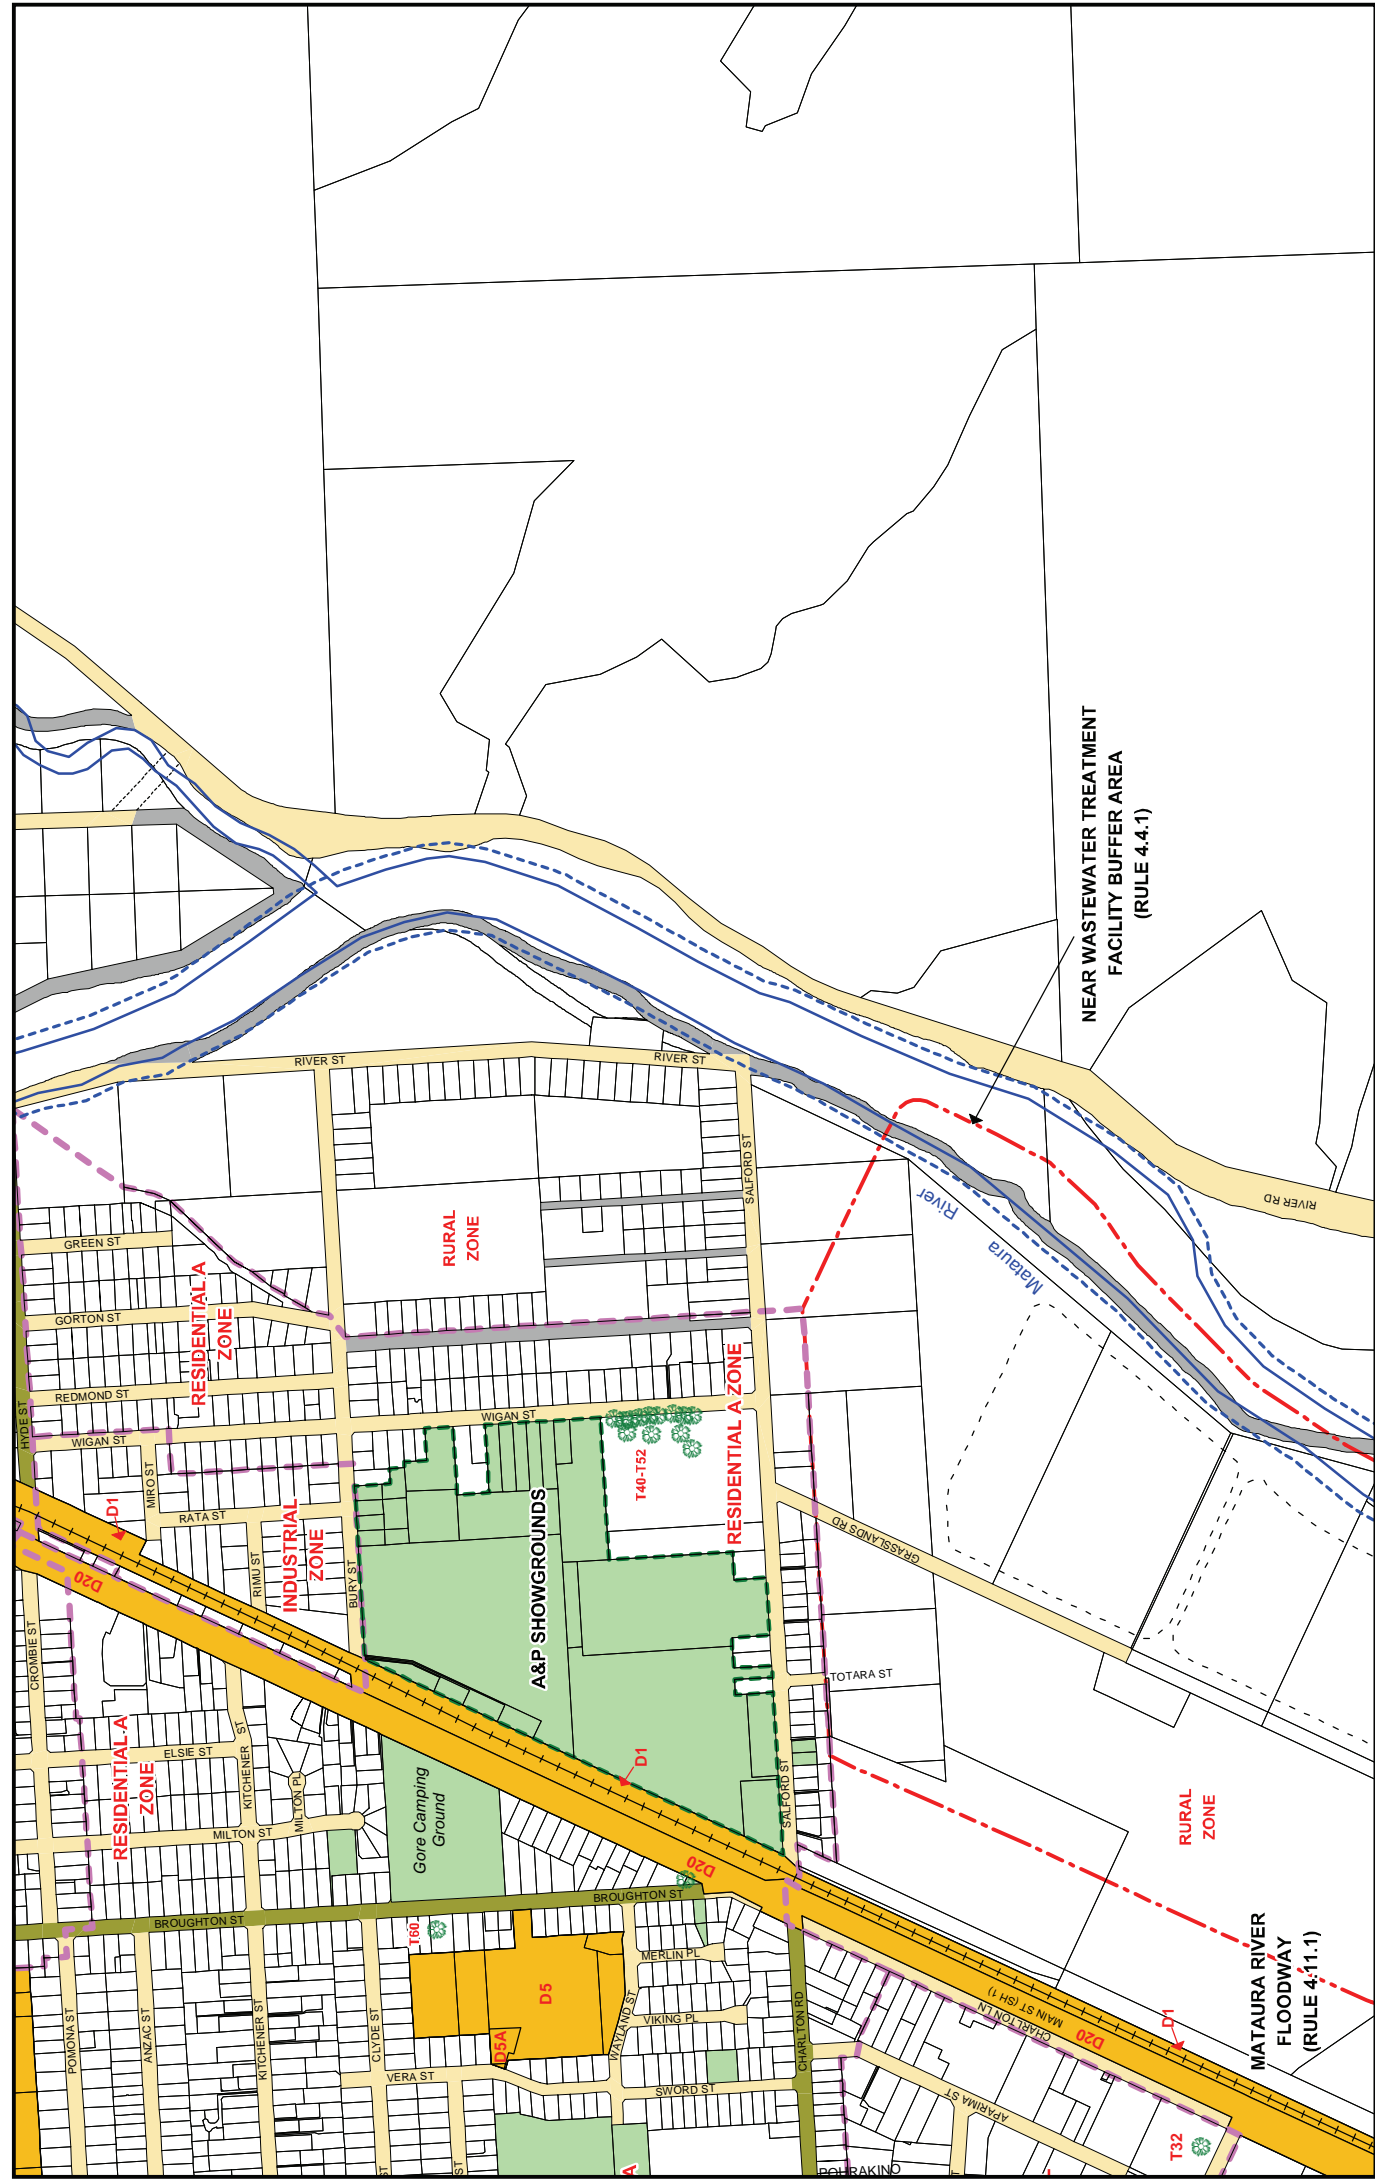 RIVER ST
RIVER ST
GREEN ST
GORTON ST
REDMOND ST
HYDE ST
WIGAN ST
WIGAN ST
MIRO ST
RATA ST
RIMU ST
BURY ST
RESIDENTIAL A
ZONE
INDUSTRIAL
ZONE
RURAL
ZONE
SALFORD ST
RESIDENTIAL A ZONE
T40-T52
A&P SHOWGROUNDS
D1
D20
CROMBIE ST
RESIDENTIAL A
ZONE
ELSIE ST
KITCHENER ST
MILTON PL
MILTON ST
Gore Camping
Ground
D1
D20
SALFORD ST
TOTARA ST
GRASSLANDS RD
River
Mataura
NEAR WASTEWATER TREATMENT
FACILITY BUFFER AREA
(RULE 4.4.1)
RIVER RD
BROUGHTON ST
BROUGHTON ST
T60
POMONA ST
ANZAC ST
KITCHENER ST
CLYDE ST
VERA ST
ST
ST
D5
D5A
WAYLAND ST
MERLIN PL
VIKING PL
SWORD ST
CHARLTON RD
CHARLTON LN
MAIN ST (SH 1)
D20
D1
APARIMA ST
T32
POURAKINO
ST
A
RURAL
ZONE
MATAURA RIVER
FLOODWAY
(RULE 4.11.1)